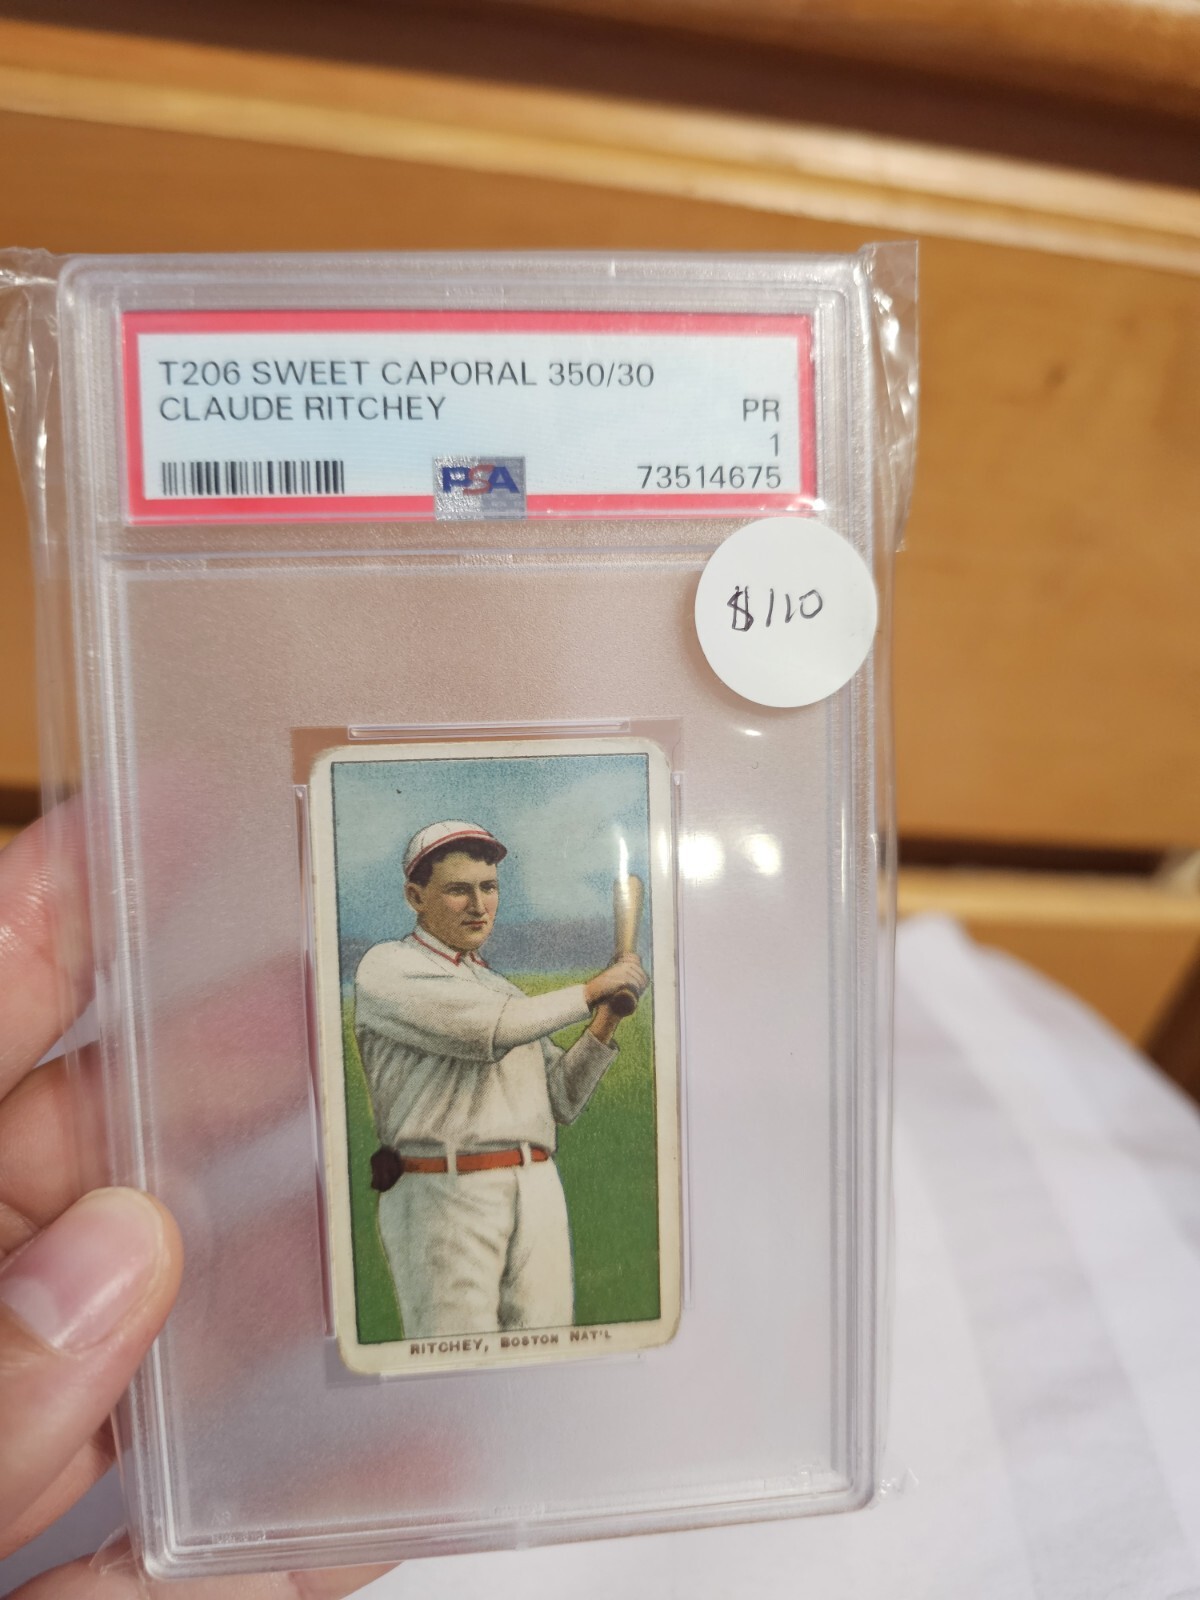 T206 SWEET CAPORAL 350/30
CLAUDE RITCHEY PR
1
PSA 73514675
$110
RITCHEY, BOSTON NAT'L